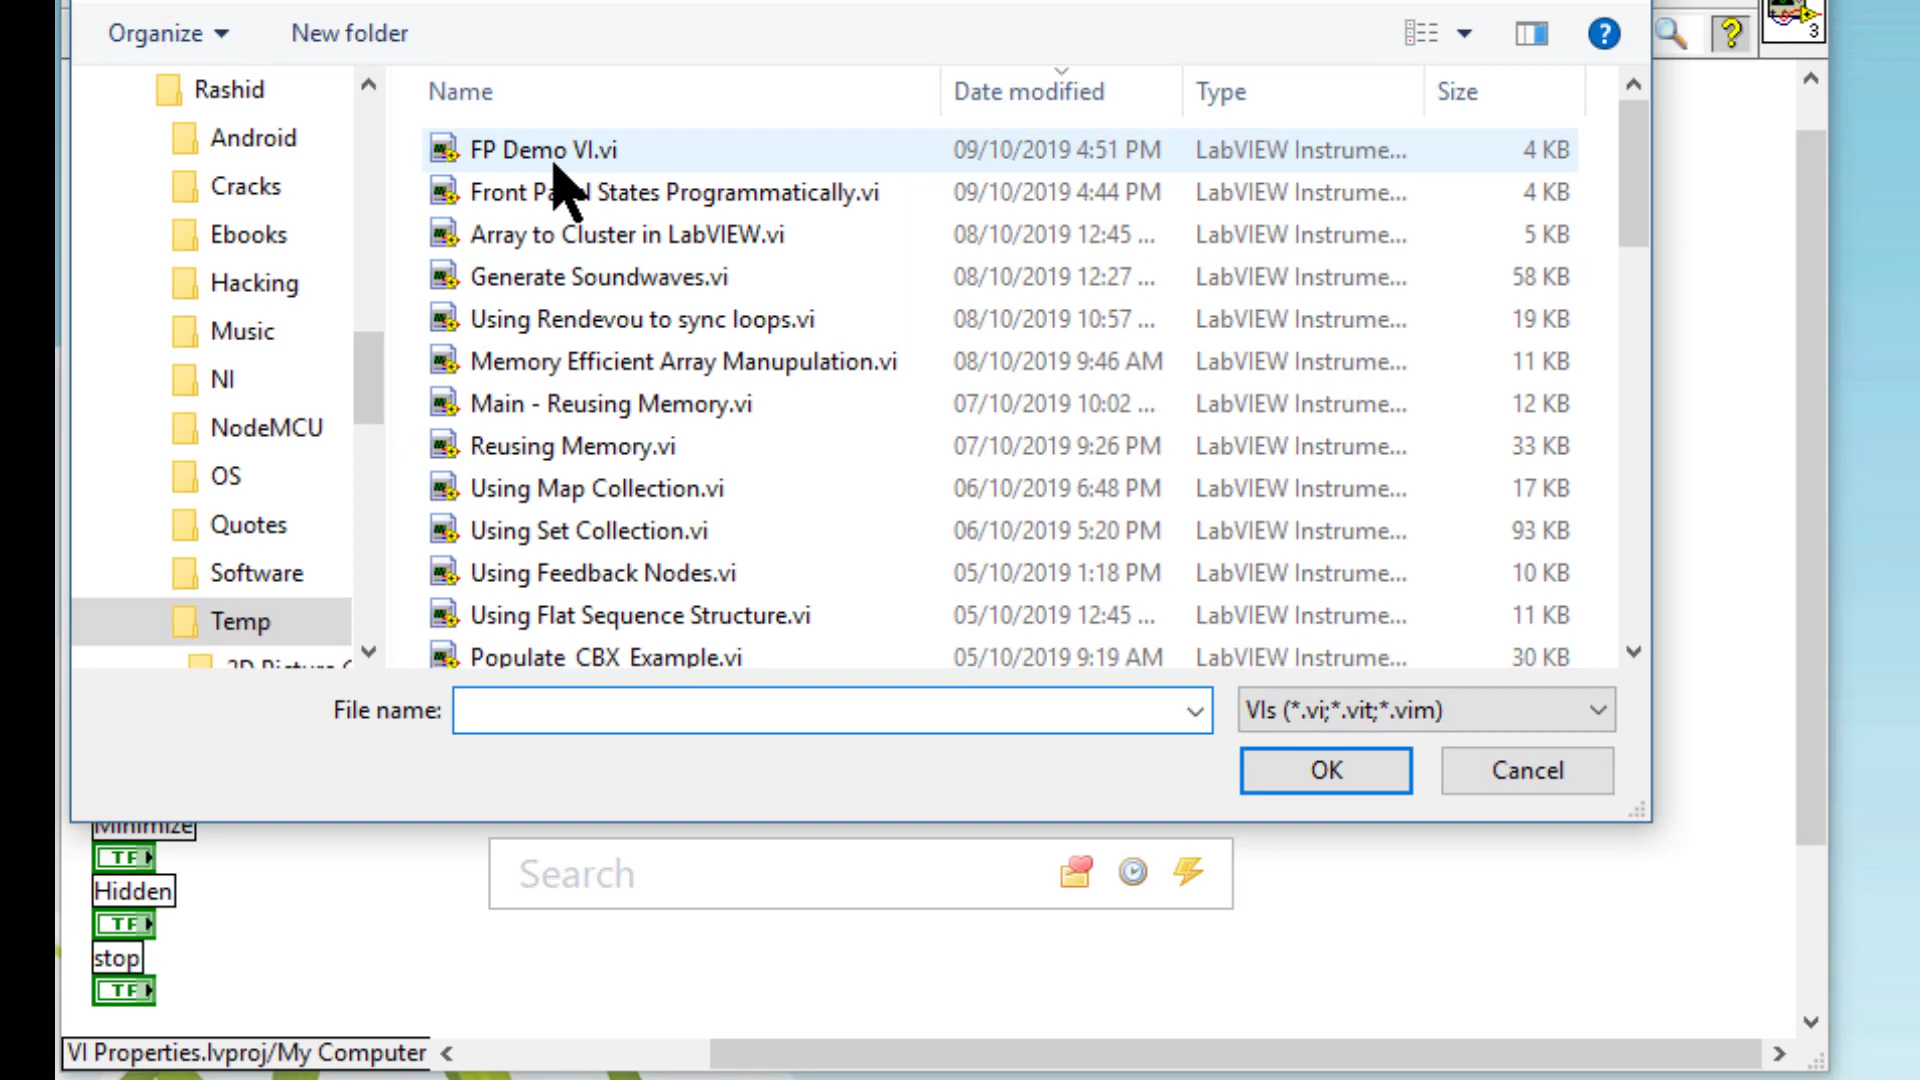 Organize New folder
3
Rashid
Android
Cracks
Ebooks
Hacking
Music
NI
NodeMCU
OS
Quotes
Software
Temp
Name Date modified Type Size
FP Demo VI.vi 09/10/2019 4:51 PM LabVIEW Instrume... 4 KB
Front Pa l States Programmatically.vi 09/10/2019 4:44 PM LabVIEW Instrume... 4 KB
Array to Cluster in LabVIEW.vi 08/10/2019 12:45 ... LabVIEW Instrume... 5 KB
Generate Soundwaves.vi 08/10/2019 12:27 ... LabVIEW Instrume... 58 KB
Using Rendevou to sync loops.vi 08/10/2019 10:57 ... LabVIEW Instrume... 19 KB
Memory Efficient Array Manupulation.vi 08/10/2019 9:46 AM LabVIEW Instrume... 11 KB
Main - Reusing Memory.vi 07/10/2019 10:02 ... LabVIEW Instrume... 12 KB
Reusing Memory.vi 07/10/2019 9:26 PM LabVIEW Instrume... 33 KB
Using Map Collection.vi 06/10/2019 6:48 PM LabVIEW Instrume... 17 KB
Using Set Collection.vi 06/10/2019 5:20 PM LabVIEW Instrume... 93 KB
Using Feedback Nodes.vi 05/10/2019 1:18 PM LabVIEW Instrume... 10 KB
Using Flat Sequence Structure.vi 05/10/2019 12:45 ... LabVIEW Instrume... 11 KB
Populate_CBX_Example.vi 05/10/2019 9:19 AM LabVIEW Instrume... 30 KB
File name: VIs (*.vi;*.vit;*.vim)
OK Cancel
Minimize
TF
Hidden
TF
stop
TF
Search
VI Properties.lvproj/My Computer